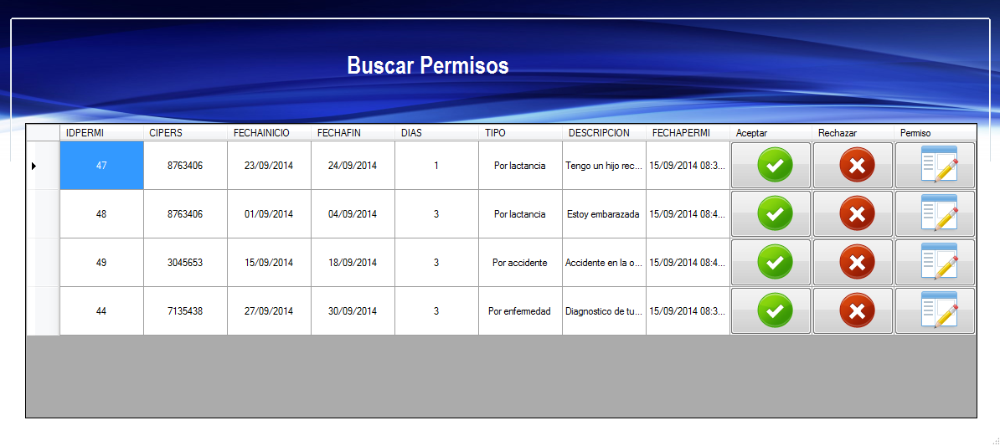 Buscar Permisos
IDPERMI CIPERS FECHAINICIO FECHAFIN DIAS TIPO DESCRIPCION FECHAPERMI Aceptar Rechazar Permiso
47 8763406 23/09/2014 24/09/2014 1 Por lactancia Tengo un hijo rec... 15/09/2014 08:3...
48 8763406 01/09/2014 04/09/2014 3 Por lactancia Estoy embarazada 15/09/2014 08:4...
49 3045653 15/09/2014 18/09/2014 3 Por accidente Accidente en la o... 15/09/2014 08:4...
44 7135438 27/09/2014 30/09/2014 3 Por enfermedad Diagnostico de tu... 15/09/2014 08:3...